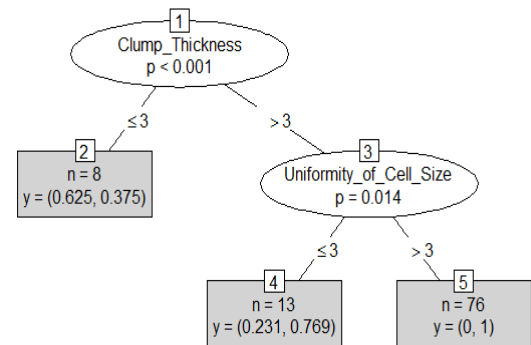 1
Clump_Thickness
p < 0.001
≤ 3
> 3
2
n = 8
y = (0.625, 0.375)
3
Uniformity_of_Cell_Size
p = 0.014
≤ 3
> 3
4
n = 13
y = (0.231, 0.769)
5
n = 76
y = (0, 1)